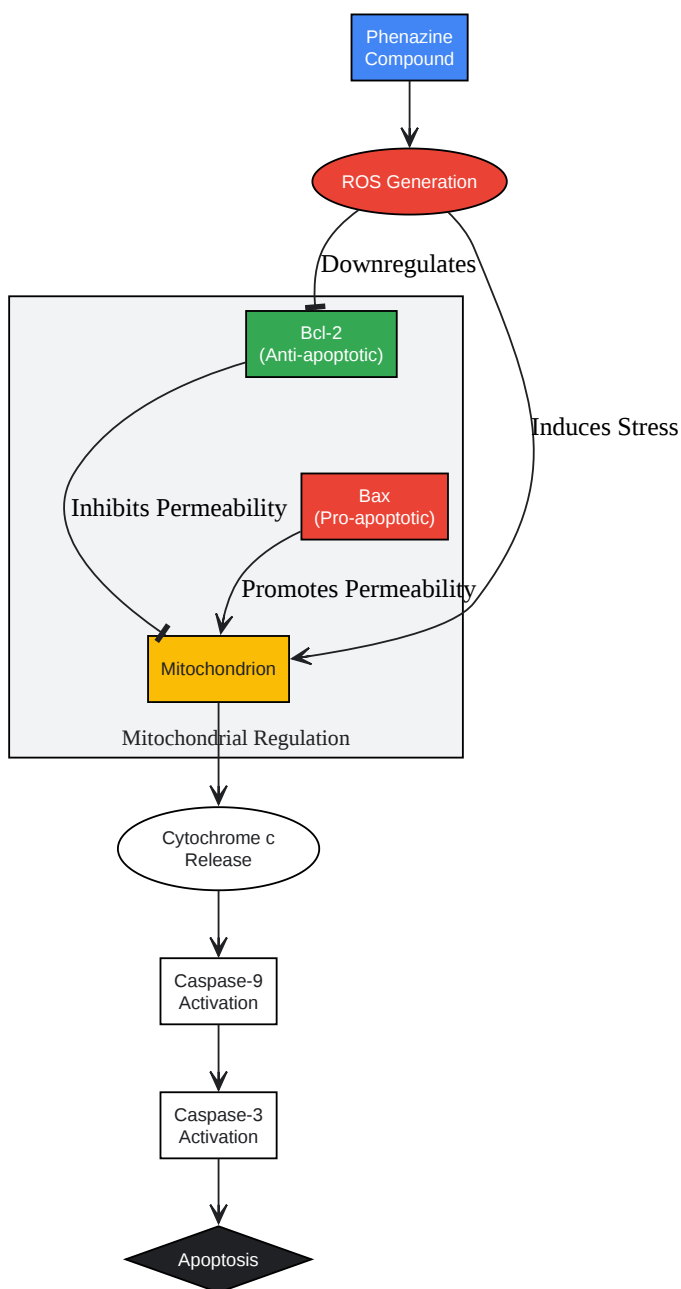 Phenazine
Compound
ROS Generation
Downregulates
Bcl-2
(Anti-apoptotic)
Induces Stress
Bax
(Pro-apoptotic)
Inhibits Permeability
Promotes Permeability
Mitochondrion
Mitochondrial Regulation
Cytochrome c
Release
Caspase-9
Activation
Caspase-3
Activation
Apoptosis